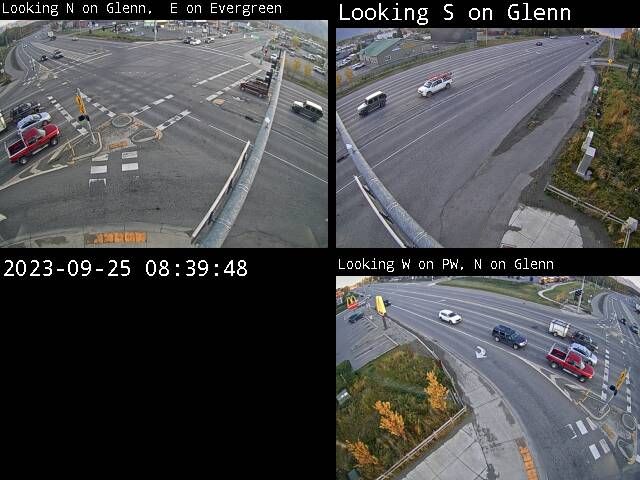 Looking N on Glenn,  E on Evergreen
Looking S on Glenn
2023-09-25 08:39:48
Looking W on PW, N on Glenn